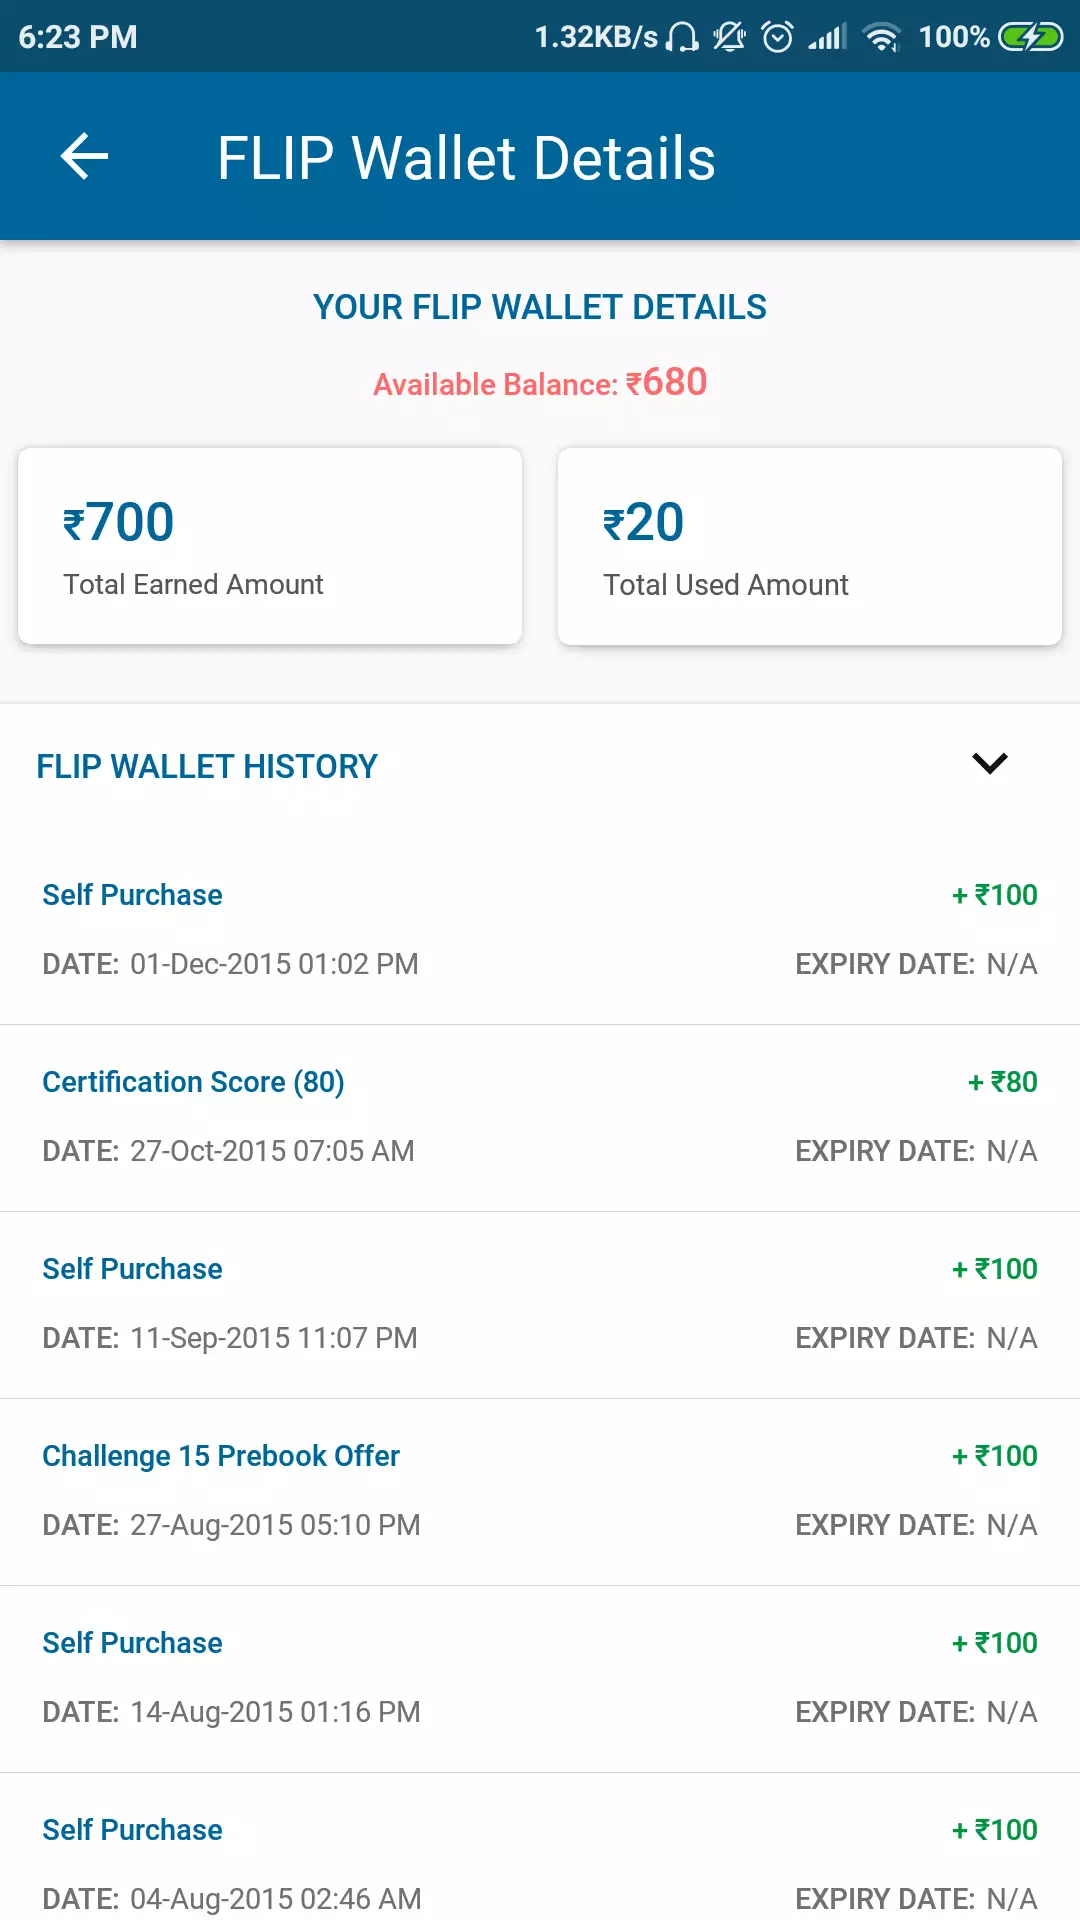 6:23 PM 1.32KB/s 100%
FLIP Wallet Details
YOUR FLIP WALLET DETAILS
Available Balance: ₹680
₹700 ₹20
Total Earned Amount Total Used Amount
FLIP WALLET HISTORY
Self Purchase + ₹100
DATE: 01-Dec-2015 01:02 PM EXPIRY DATE: N/A
Certification Score (80) + ₹80
DATE: 27-Oct-2015 07:05 AM EXPIRY DATE: N/A
Self Purchase + ₹100
DATE: 11-Sep-2015 11:07 PM EXPIRY DATE: N/A
Challenge 15 Prebook Offer + ₹100
DATE: 27-Aug-2015 05:10 PM EXPIRY DATE: N/A
Self Purchase + ₹100
DATE: 14-Aug-2015 01:16 PM EXPIRY DATE: N/A
Self Purchase + ₹100
DATE: 04-Aug-2015 02:46 AM EXPIRY DATE: N/A